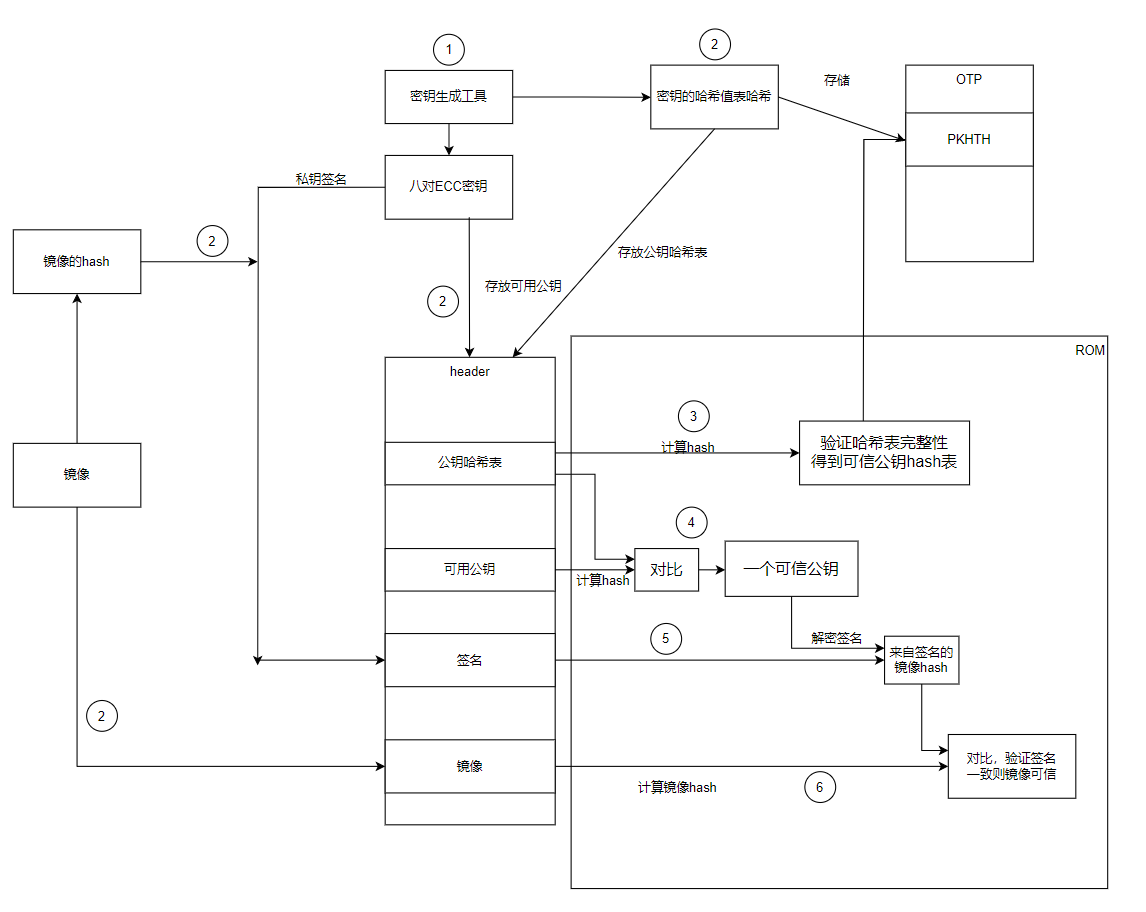 1
2
密钥生成工具
密钥的哈希值表哈希
存储
OTP
PKHTH
私钥签名
八对ECC密钥
2
镜像的hash
存放公钥哈希表
2
存放可用公钥
header
ROM
3
计算hash
验证哈希表完整性
得到可信公钥hash表
公钥哈希表
镜像
4
可用公钥
计算hash
对比
一个可信公钥
5
解密签名
签名
来自签名的
镜像hash
2
镜像
计算镜像hash
6
对比，验证签名
一致则镜像可信